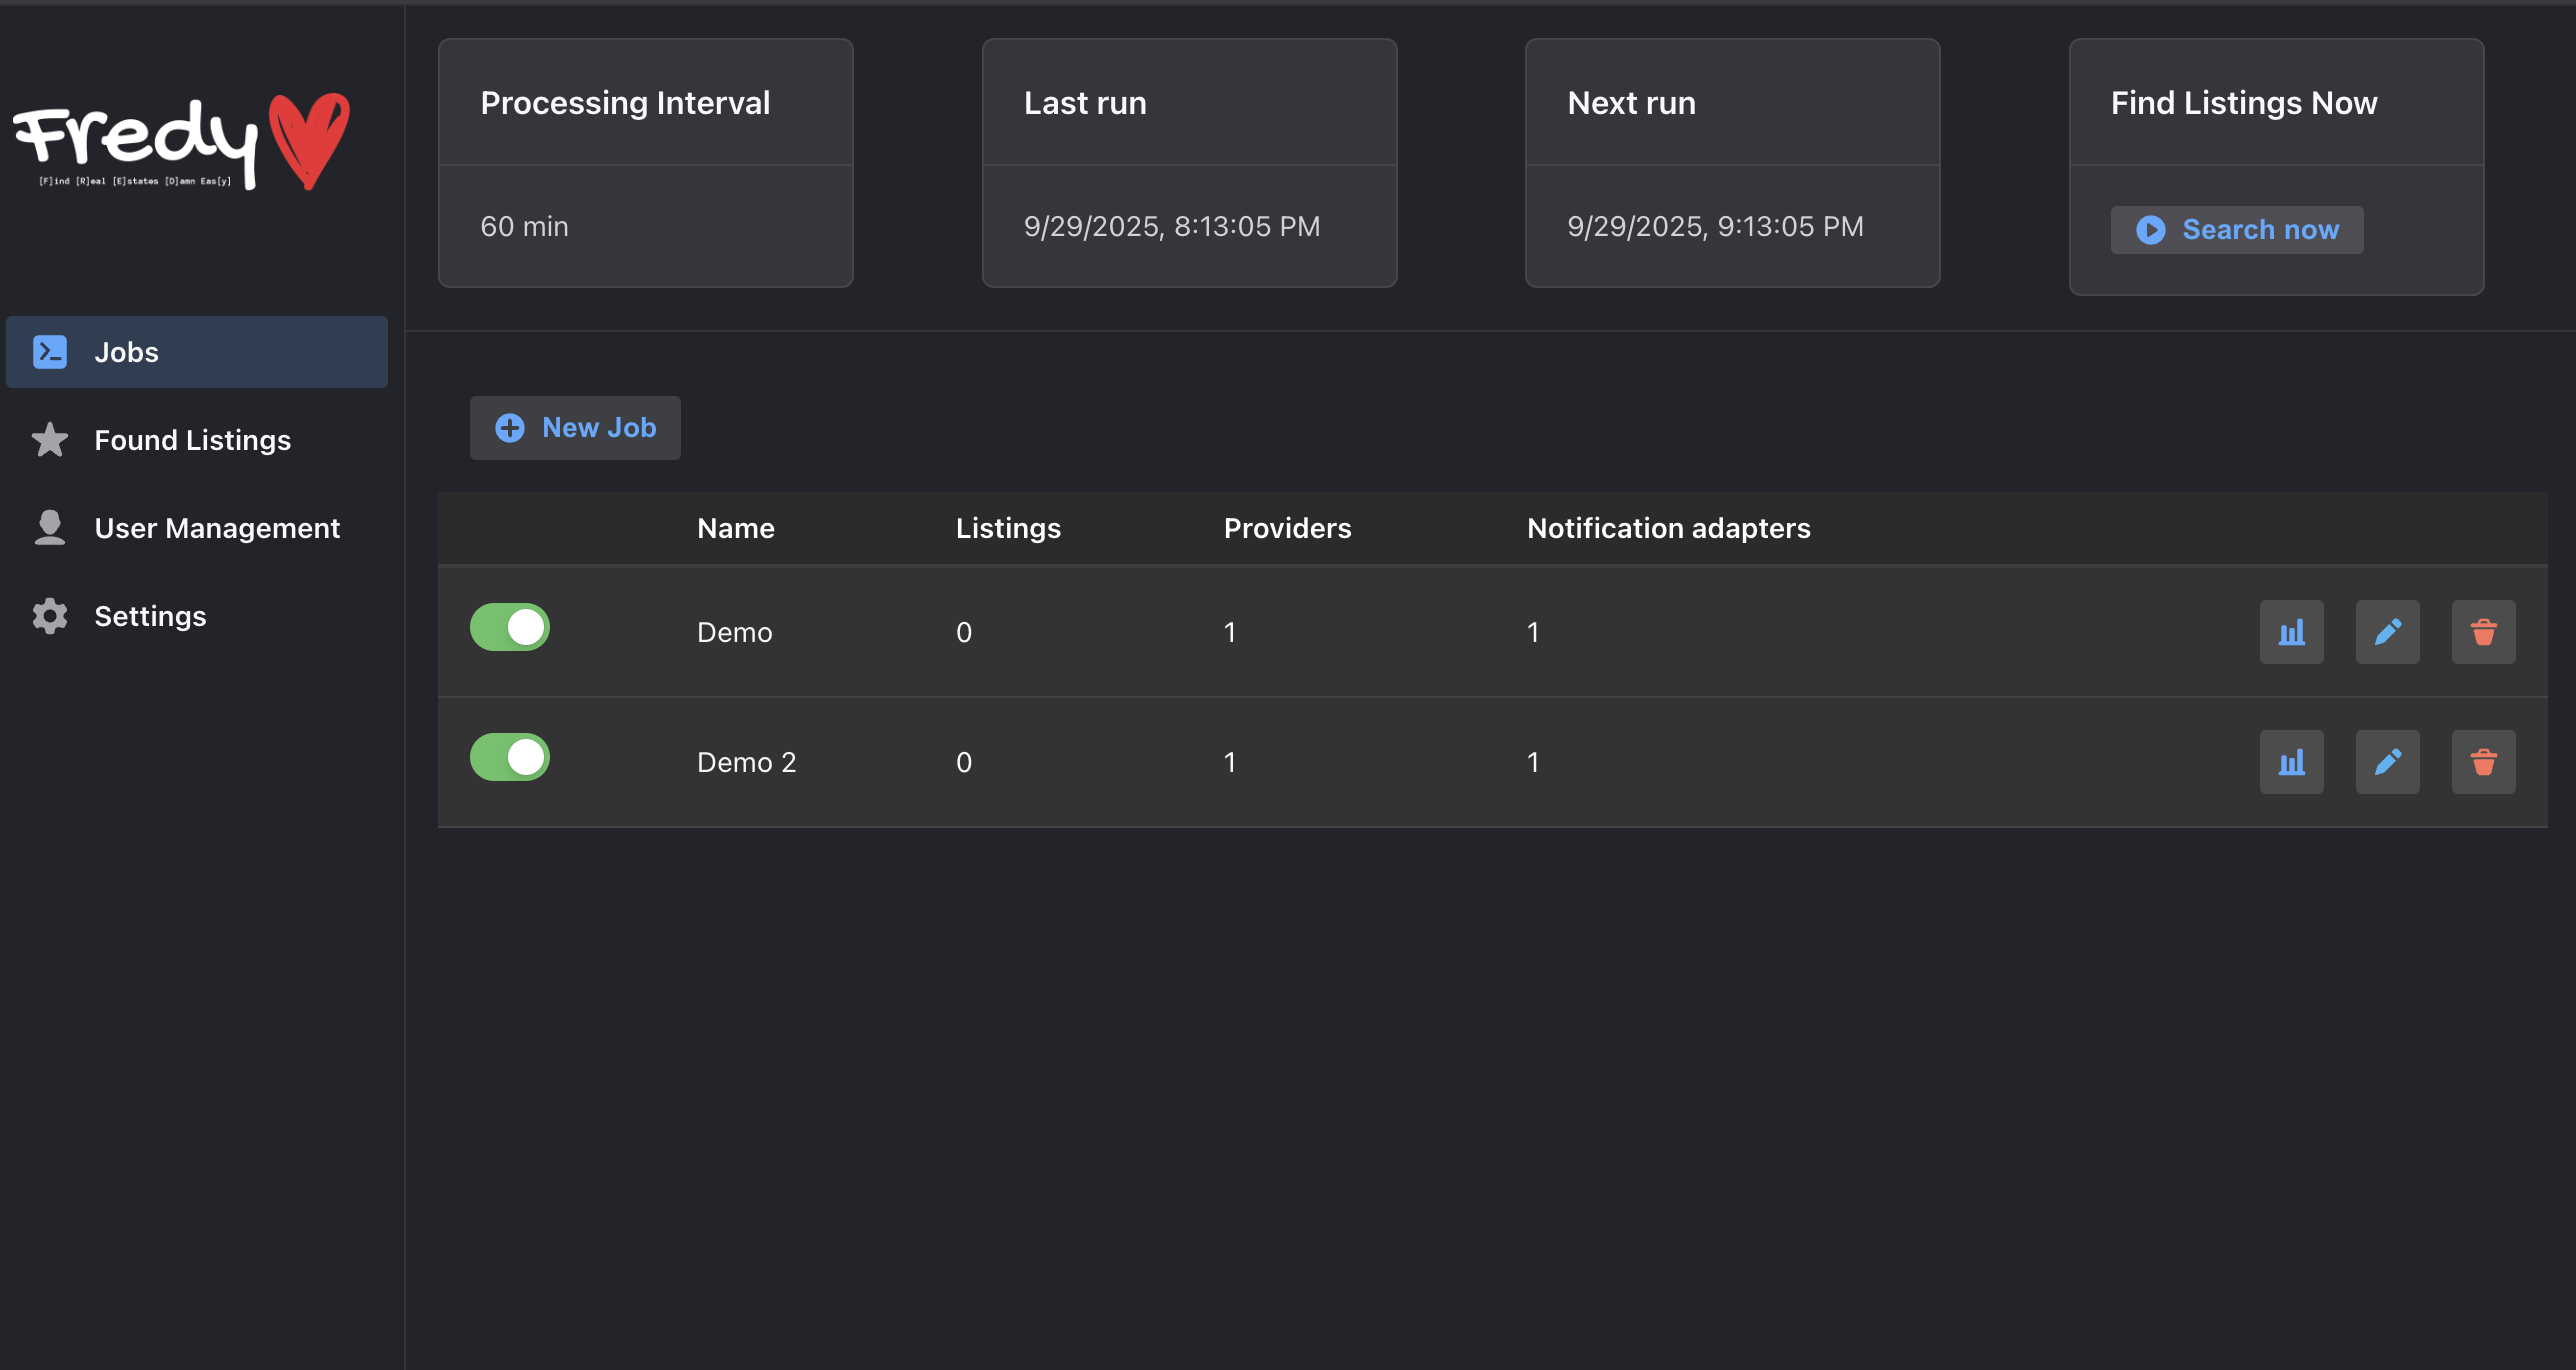 Fredy
[F]ind [R]eal [E]states [D]amn Eas[y]
Jobs
Found Listings
User Management
Settings
Processing Interval
60 min
Last run
9/29/2025, 8:13:05 PM
Next run
9/29/2025, 9:13:05 PM
Find Listings Now
Search now
New Job
Name Listings Providers Notification adapters
Demo 0 1 1
Demo 2 0 1 1